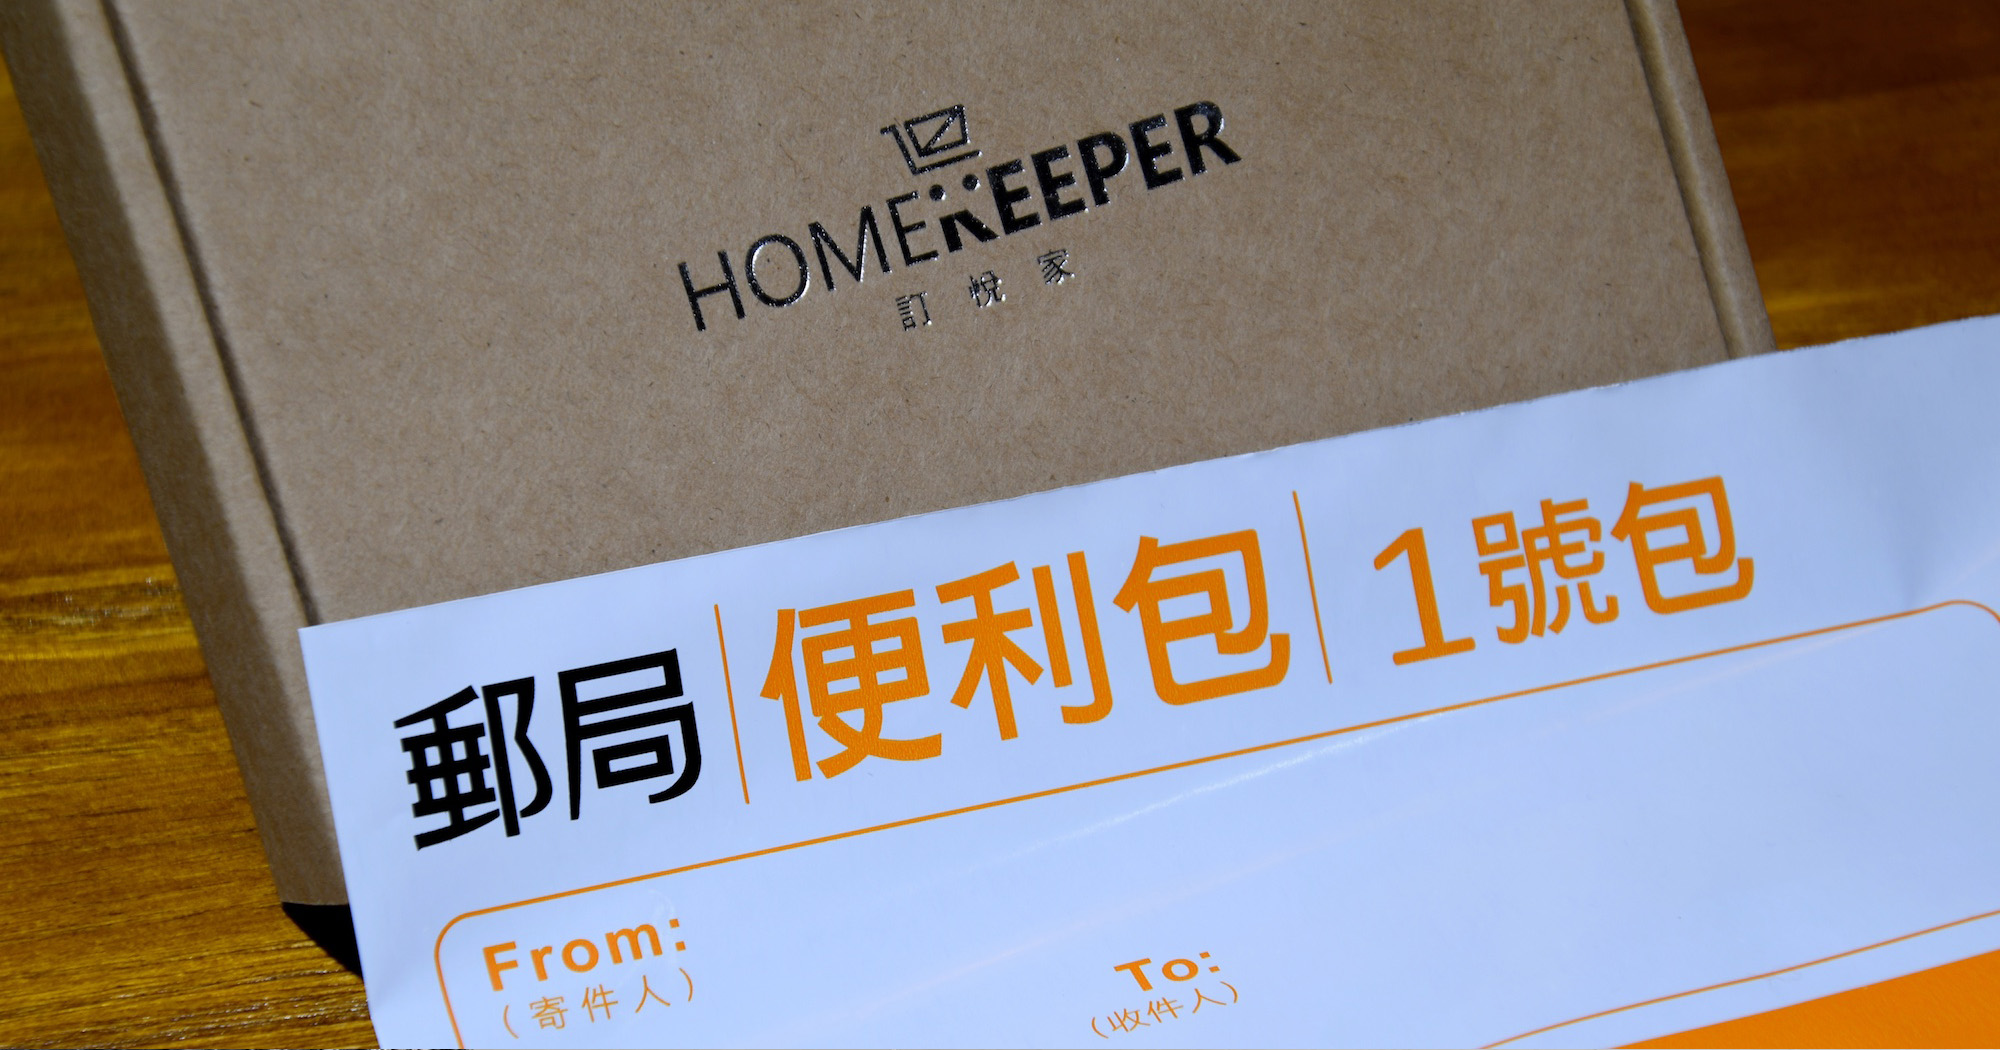 HOMEKEEPER
訂悅家
郵局 | 便利包 | 1號包
From: To:
(寄件人) (收件人)